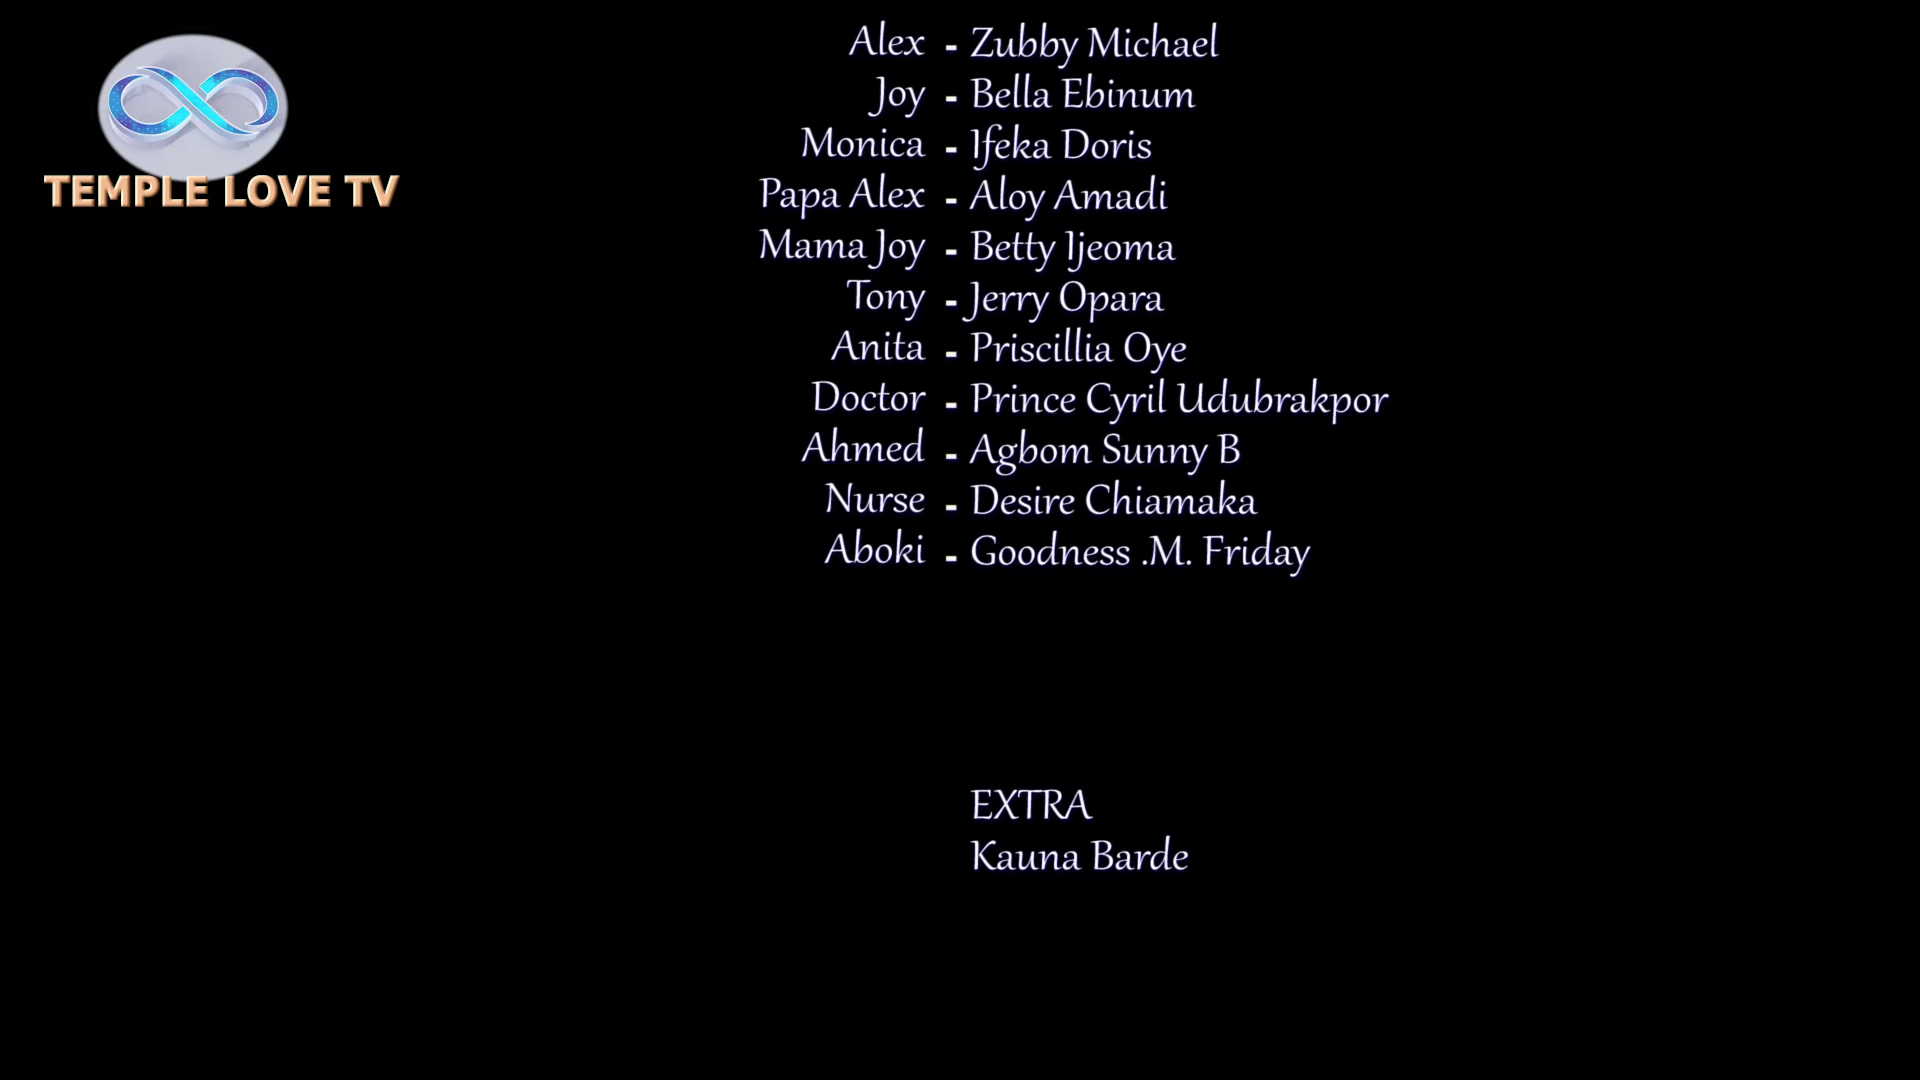 TEMPLE LOVE TV
Alex - Zubby Michael
Joy - Bella Ebinum
Monica - Ifeka Doris
Papa Alex - Aloy Amadi
Mama Joy - Betty Ijeoma
Tony - Jerry Opara
Anita - Priscillia Oye
Doctor - Prince Cyril Udubrakpor
Ahmed - Agbom Sunny B
Nurse - Desire Chiamaka
Aboki - Goodness .M. Friday
EXTRA
Kauna Barde